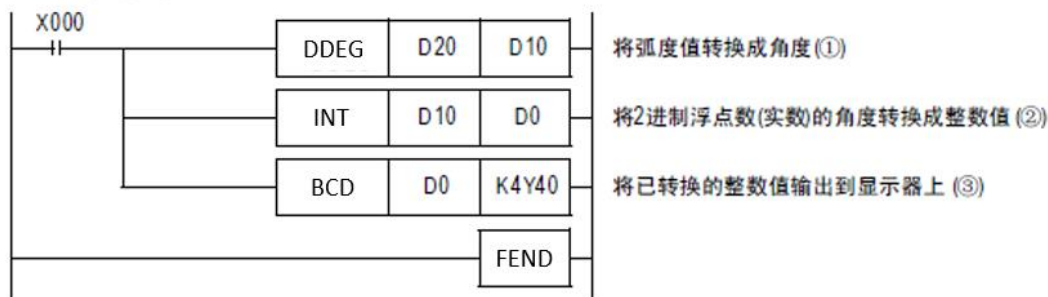 X000
DDEG D20 D10 将弧度值转换成角度(①)
INT D10 D0 将2进制浮点数(实数)的角度转换成整数值(②)
BCD D0 K4Y40 将已转换的整数值输出到显示器上(③)
FEND